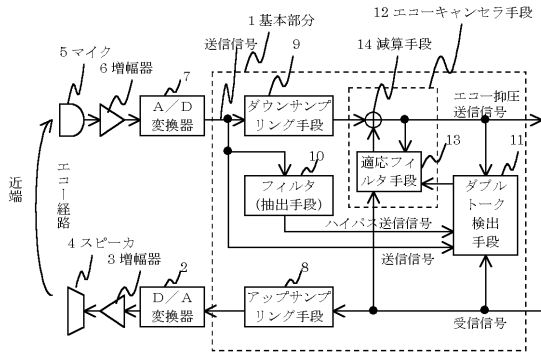 1 基本部分
12 エコーキャンセラ手段
5 マイク
送信信号
9
14 減算手段
6 増幅器
7
エコー抑圧
送信信号
A/D
変換器
ダウンサンプ
リング手段
13
11
10
適応フィ
ルタ手段
フィルタ
(抽出手段)
ダブル
トーク
検出
手段
近端
エコー経路
ハイパス送信信号
4 スピーカ
送信信号
3 増幅器
2
8
D/A
変換器
アップサンプ
リング手段
受信信号